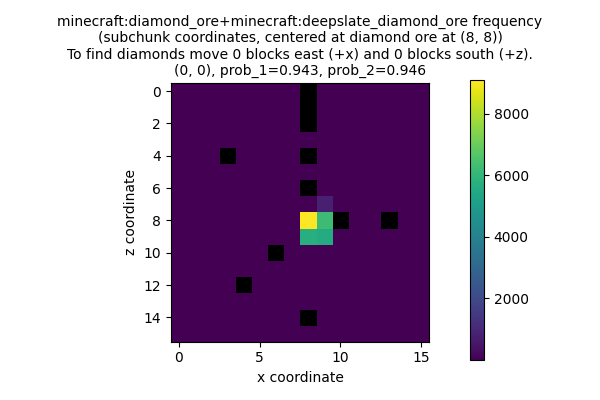 minecraft:diamond_ore+minecraft:deepslate_diamond_ore frequency
(subchunk coordinates, centered at diamond ore at (8, 8))
To find diamonds move 0 blocks east (+x) and 0 blocks south (+z).
(0, 0), prob_1=0.943, prob_2=0.946
0
2
4
6
8
10
12
14
z coordinate
0
5
10
15
x coordinate
8000
6000
4000
2000